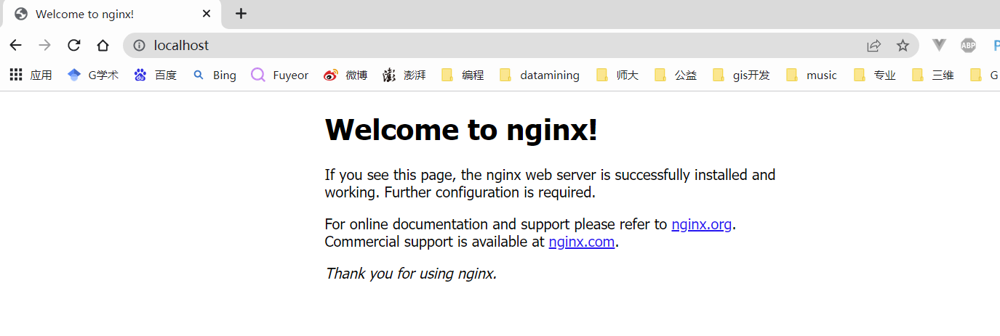 Welcome to nginx!
localhost
ABP
应用 G学术 百度 Bing Fuyeor 微博 澎湃 编程 datamining 师大 公益 gis开发 music 专业 三维 G
Welcome to nginx!
If you see this page, the nginx web server is successfully installed and
working. Further configuration is required.
For online documentation and support please refer to nginx.org.
Commercial support is available at nginx.com.
Thank you for using nginx.